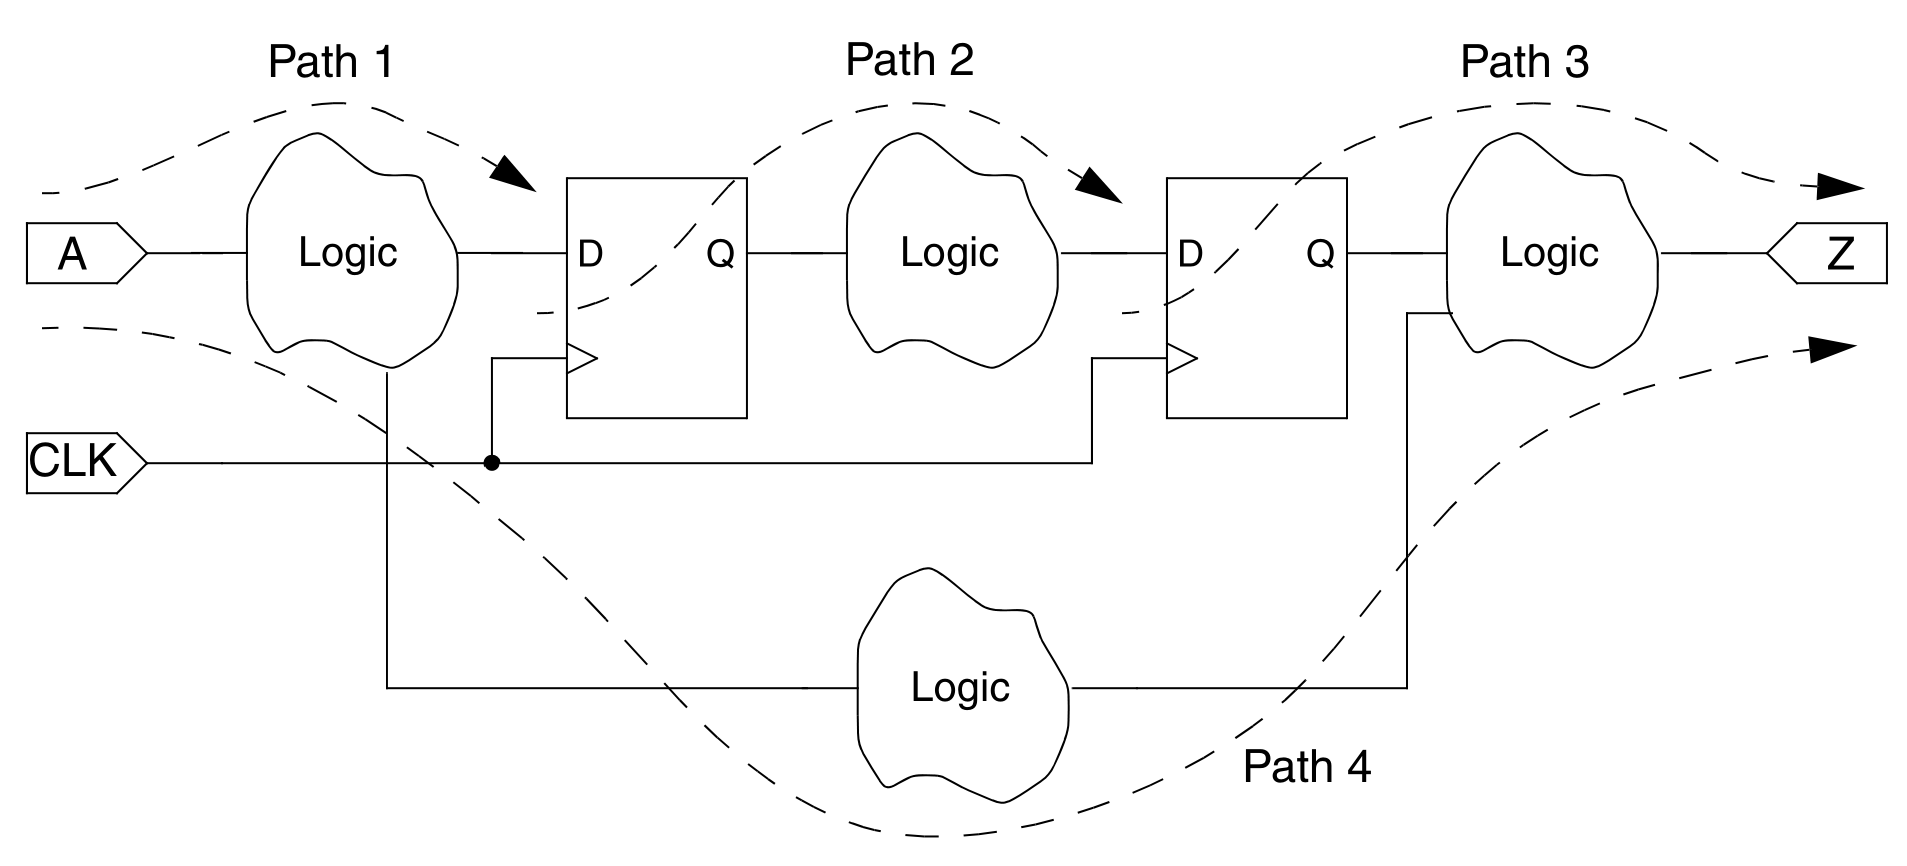 Path 1
Path 2
Path 3
A
Logic
D
Q
Logic
D
Q
Logic
Z
CLK
Logic
Path 4